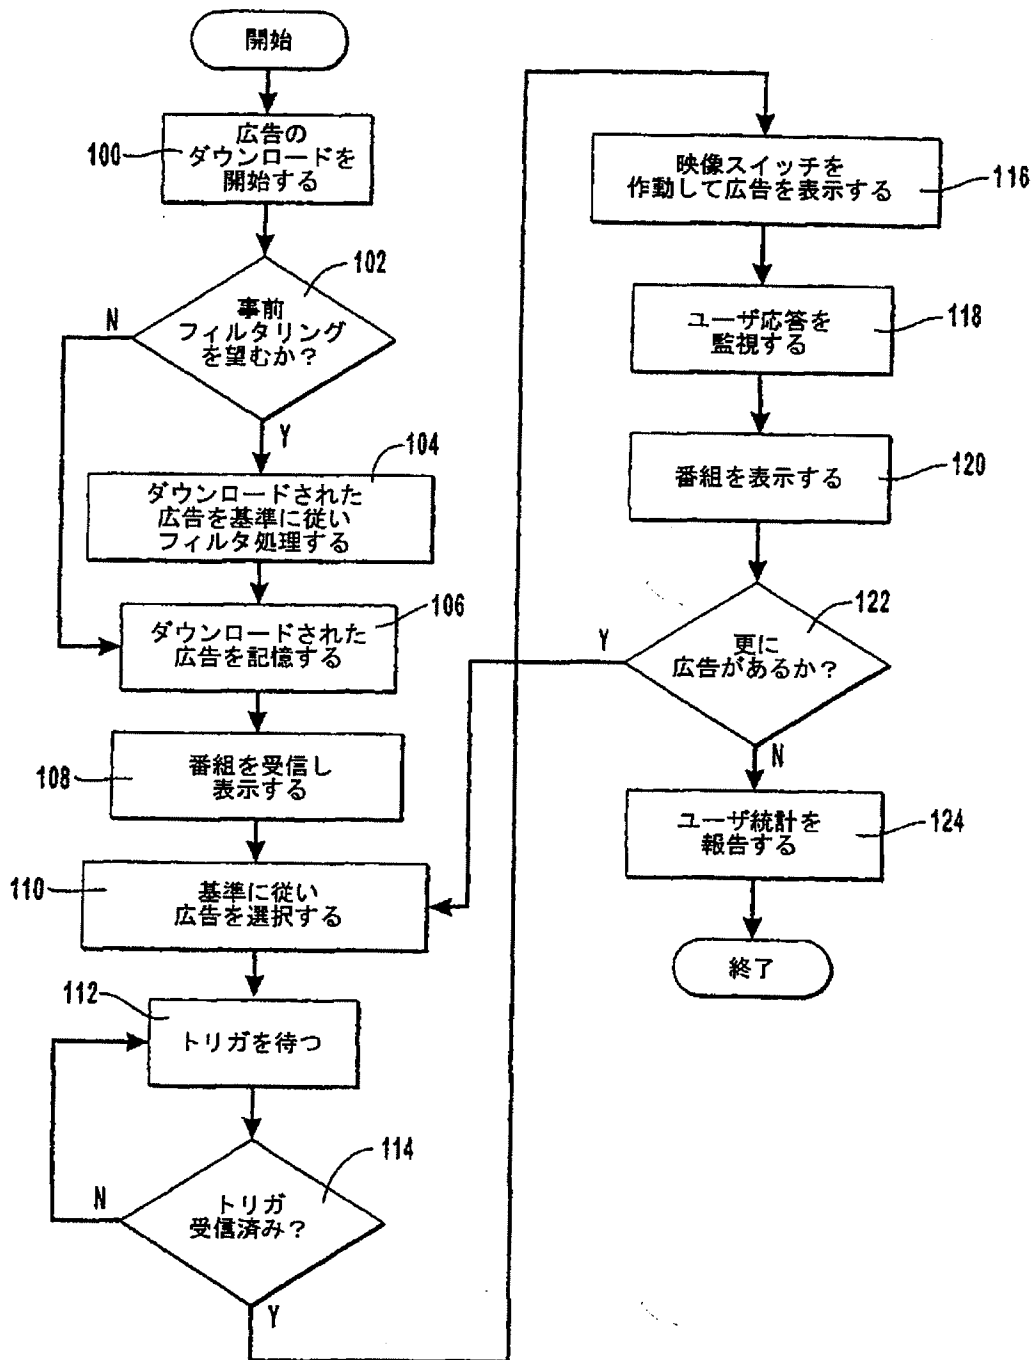 開始
広告の
ダウンロードを
開始する
100
102
事前
フィルタリング
を望むか？
N
Y
104
ダウンロードされた
広告を基準に従い
フィルタ処理する
106
ダウンロードされた
広告を記憶する
108
番組を受信し
表示する
110
基準に従い
広告を選択する
112
トリガを待つ
114
トリガ
受信済み？
N
Y
映像スイッチを
作動して広告を表示する
116
ユーザ応答を
監視する
118
番組を表示する
120
122
更に
広告があるか？
Y
N
ユーザ統計を
報告する
124
終了